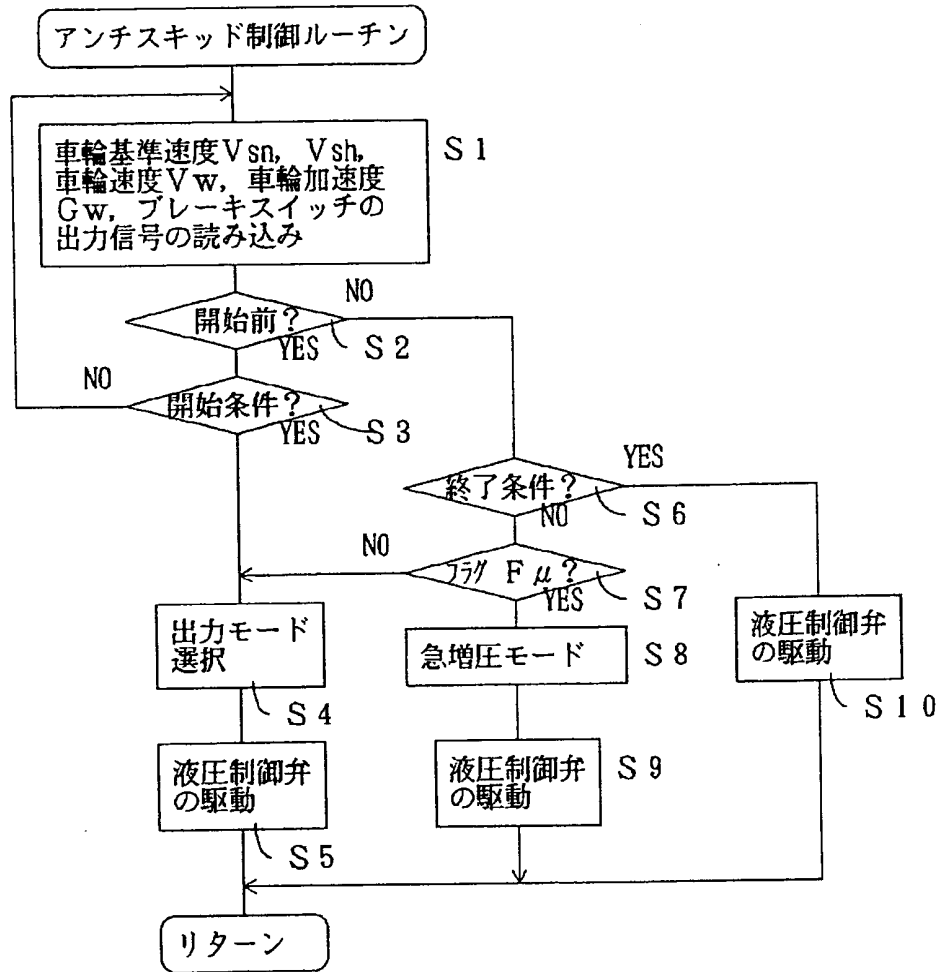 アンチスキッド制御ルーチン
車輪基準速度Vsn, Vsh,
車輪速度Vw, 車輪加速度
Gw, ブレーキスイッチの
出力信号の読み込み
S1
NO
開始前?
YES
S2
NO
開始条件?
YES
S3
YES
終了条件?
NO
S6
NO
フラグ Fμ?
YES
S7
出力モード
選択
S4
急増圧モード
S8
液圧制御弁
の駆動
S10
液圧制御弁
の駆動
S5
液圧制御弁
の駆動
S9
リターン